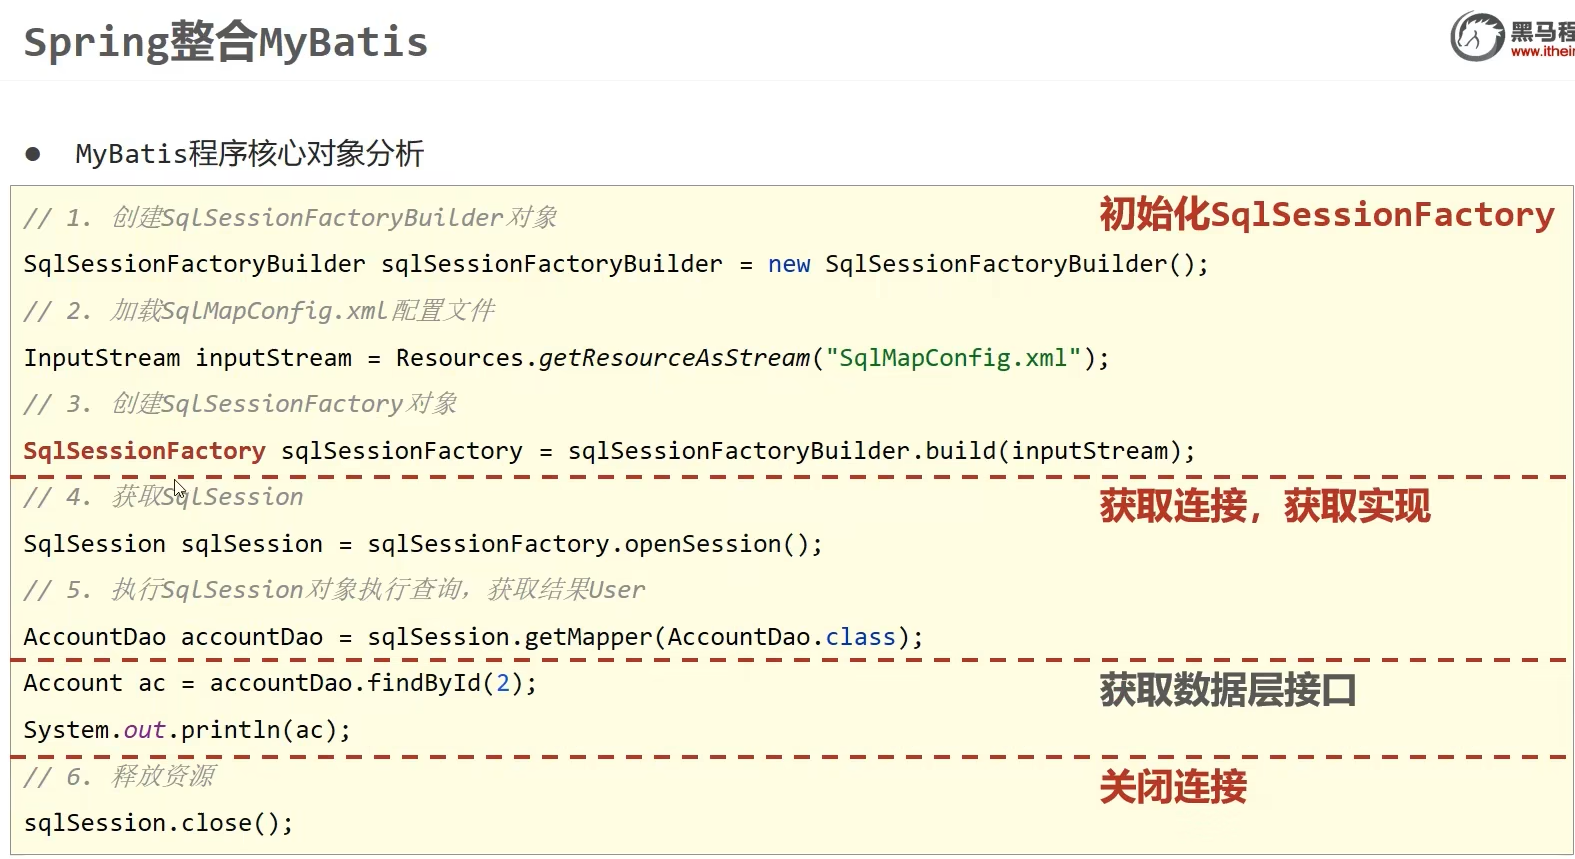 Spring整合MyBatis
黑马程
www.itheir
● MyBatis程序核心对象分析
// 1. 创建SqlSessionFactoryBuilder对象
初始化SqlSessionFactory
SqlSessionFactoryBuilder sqlSessionFactoryBuilder = new SqlSessionFactoryBuilder();
// 2. 加载SqlMapConfig.xml配置文件
InputStream inputStream = Resources.getResourceAsStream("SqlMapConfig.xml");
// 3. 创建SqlSessionFactory对象
SqlSessionFactory sqlSessionFactory = sqlSessionFactoryBuilder.build(inputStream);
// 4. 获取SqlSession
获取连接，获取实现
SqlSession sqlSession = sqlSessionFactory.openSession();
// 5. 执行SqlSession对象执行查询，获取结果User
AccountDao accountDao = sqlSession.getMapper(AccountDao.class);
Account ac = accountDao.findById(2);
获取数据层接口
System.out.println(ac);
// 6. 释放资源
关闭连接
sqlSession.close();